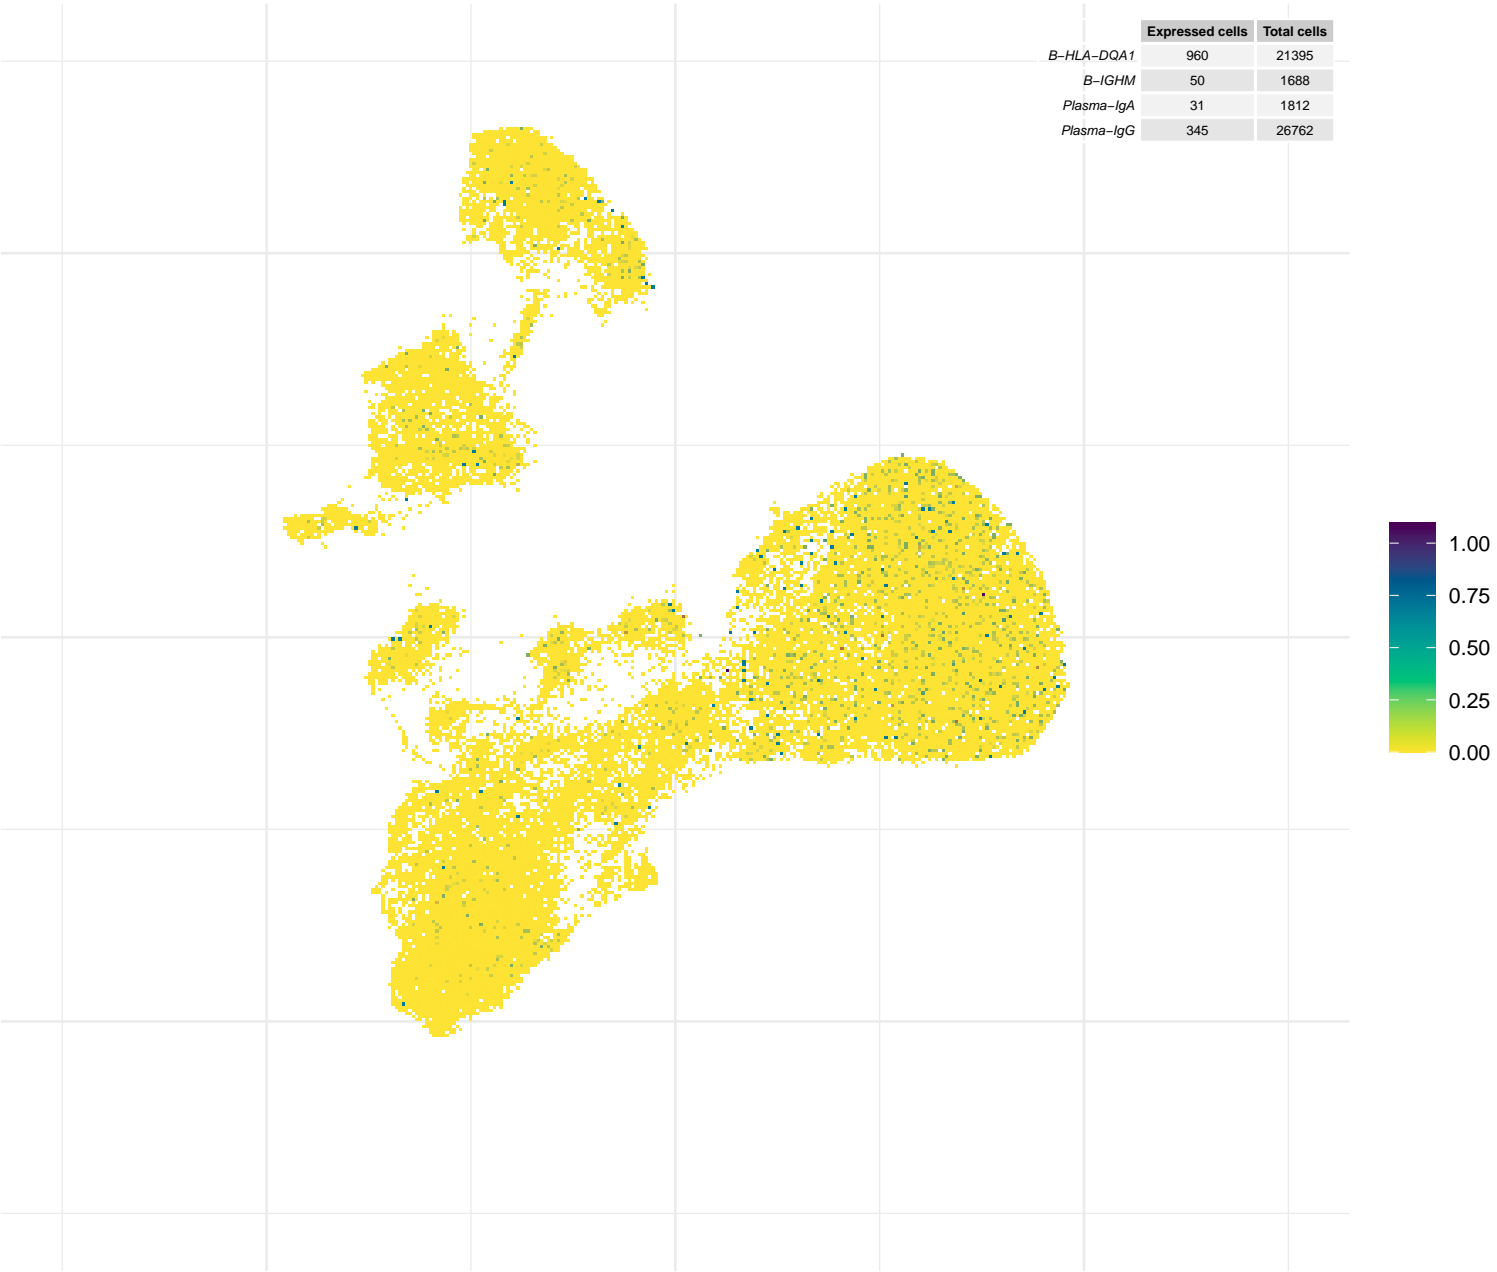 Expressed cells Total cells
B−HLA−DQA1 960 21395
B−IGHM 50 1688
Plasma−IgA 31 1812
Plasma−IgG 345 26762
1.00
0.75
0.50
0.25
0.00